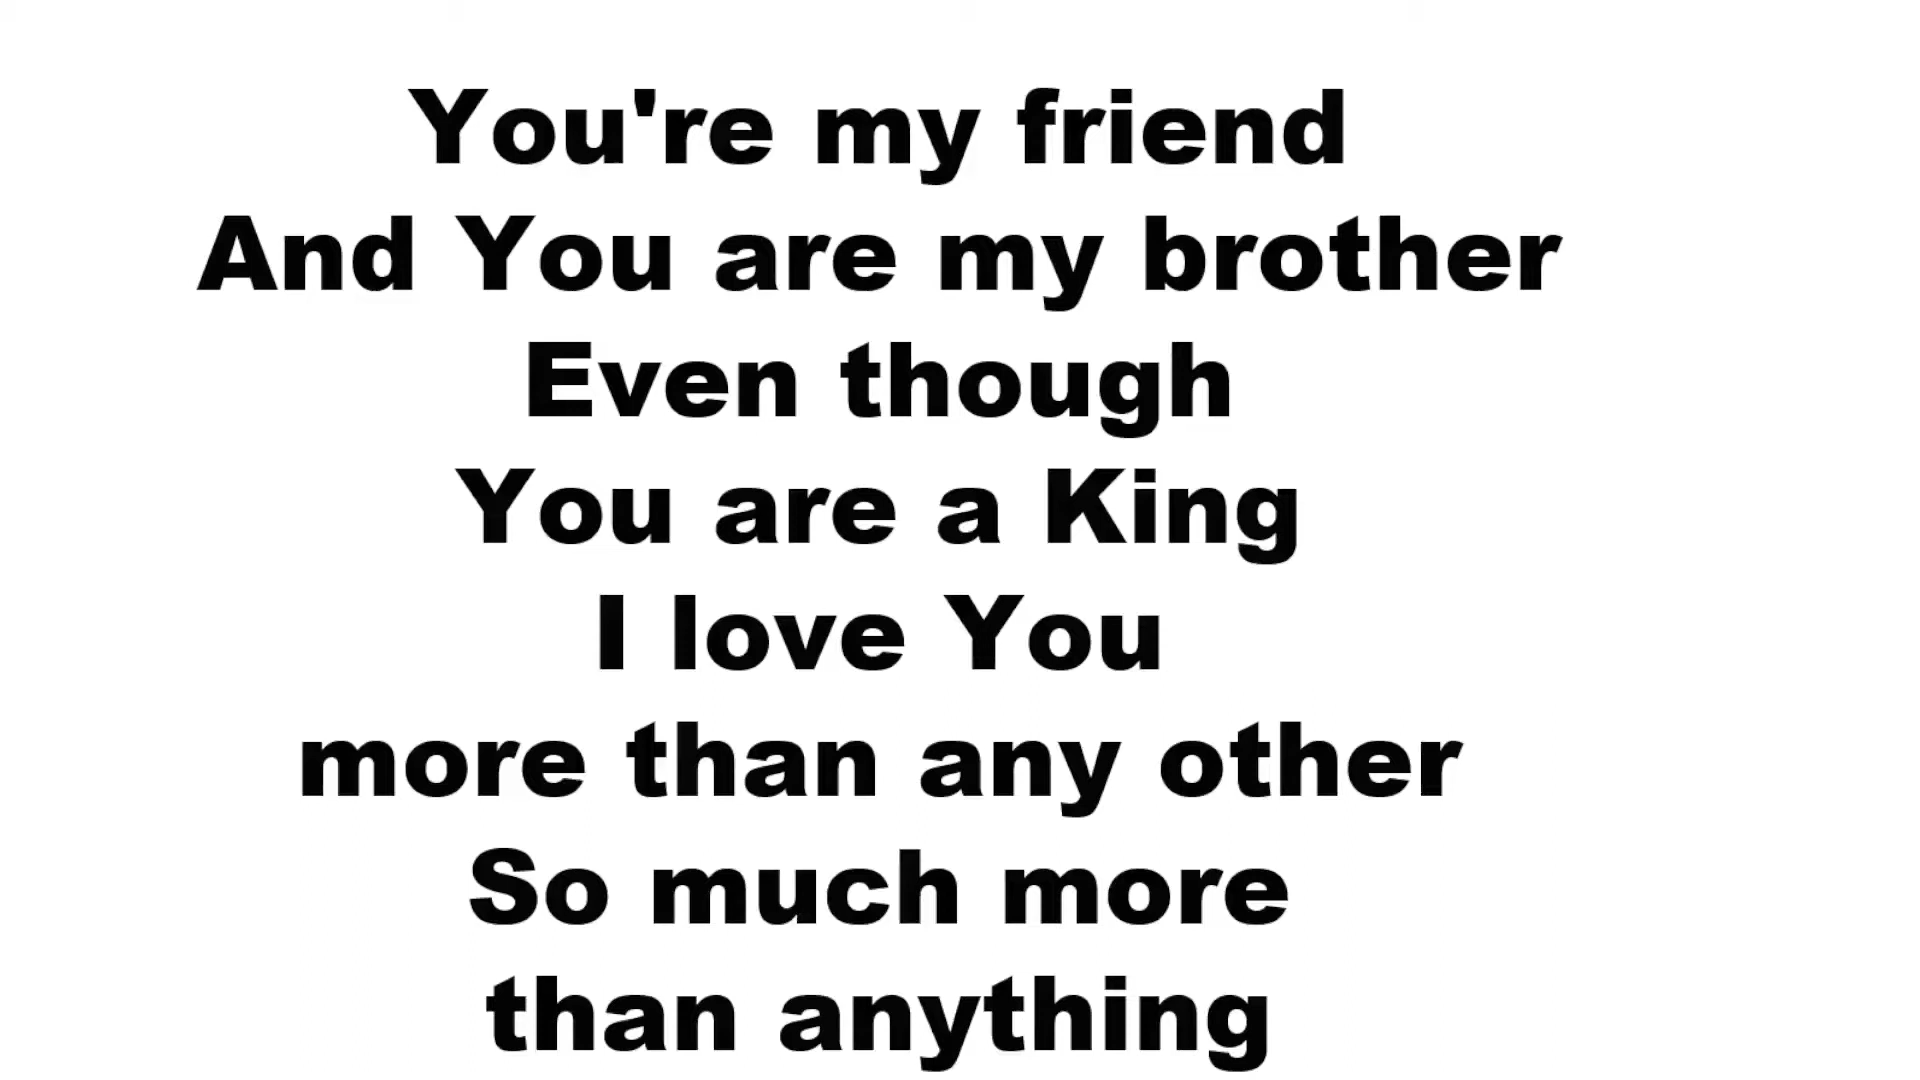 You're my friend
And You are my brother
Even though
You are a King
I love You
more than any other
So much more
than anything